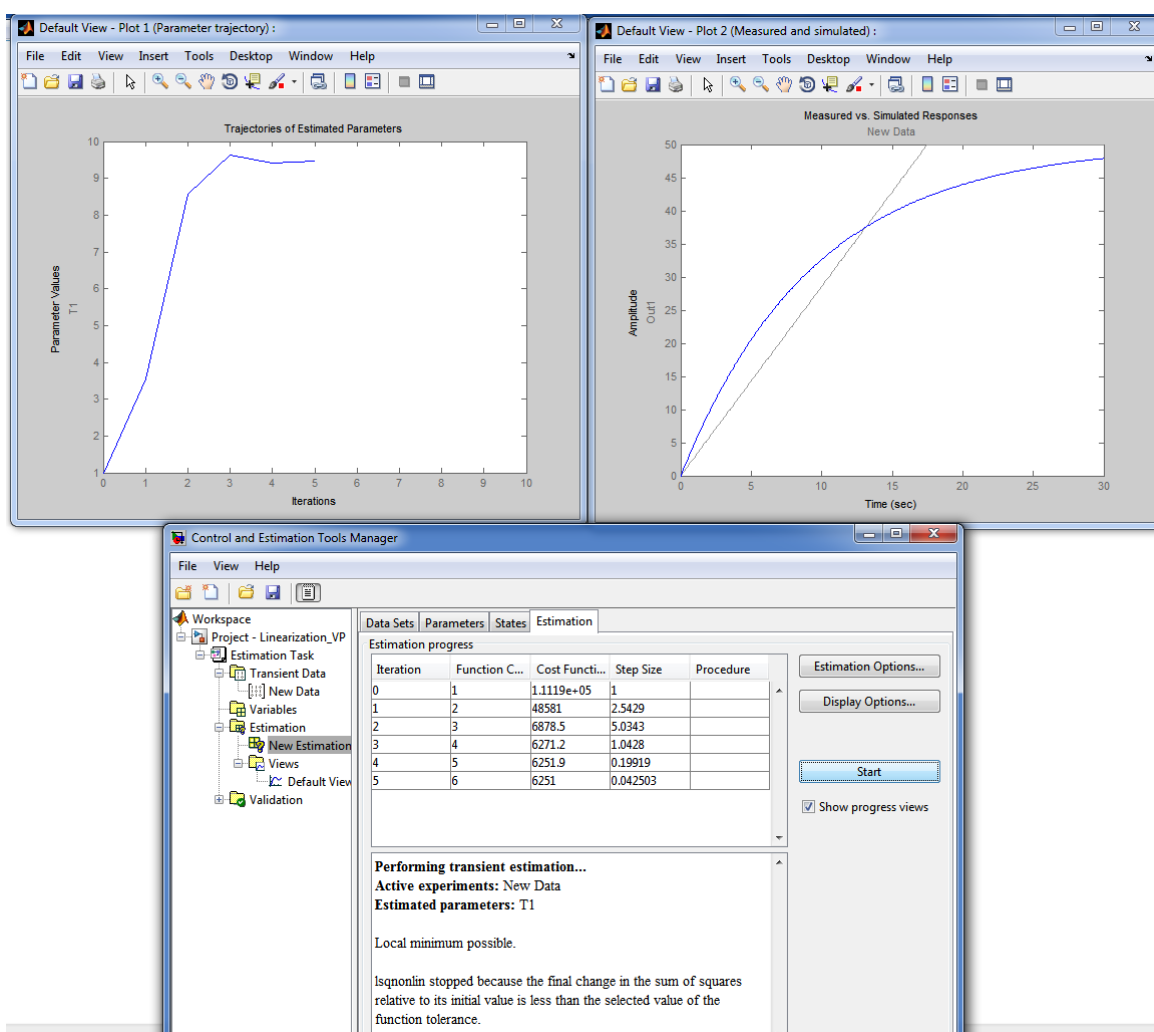 Default View - Plot 1 (Parameter trajectory) :
File Edit View Insert Tools Desktop Window Help
Trajectories of Estimated Parameters
10
9
8
7
6
5
4
3
2
1
Parameter Values
T1
0 1 2 3 4 5 6 7 8 9 10
Iterations
Default View - Plot 2 (Measured and simulated) :
File Edit View Insert Tools Desktop Window Help
Measured vs. Simulated Responses
New Data
50
45
40
35
30
25
20
15
10
5
0
Amplitude
Out1
0 5 10 15 20 25 30
Time (sec)
Control and Estimation Tools Manager
File View Help
Workspace
Project - Linearization_VP
Estimation Task
Transient Data
New Data
Variables
Estimation
New Estimation
Views
Default View
Validation
Data Sets Parameters States Estimation
Estimation progress
Iteration Function C... Cost Functi... Step Size Procedure
0 1 1.1119e+05 1
1 2 48581 2.5429
2 3 6878.5 5.0343
3 4 6271.2 1.0428
4 5 6251.9 0.19919
5 6 6251 0.042503
Estimation Options...
Display Options...
Start
Show progress views
Performing transient estimation...
Active experiments: New Data
Estimated parameters: T1
Local minimum possible.
lsqnonlin stopped because the final change in the sum of squares
relative to its initial value is less than the selected value of the
function tolerance.